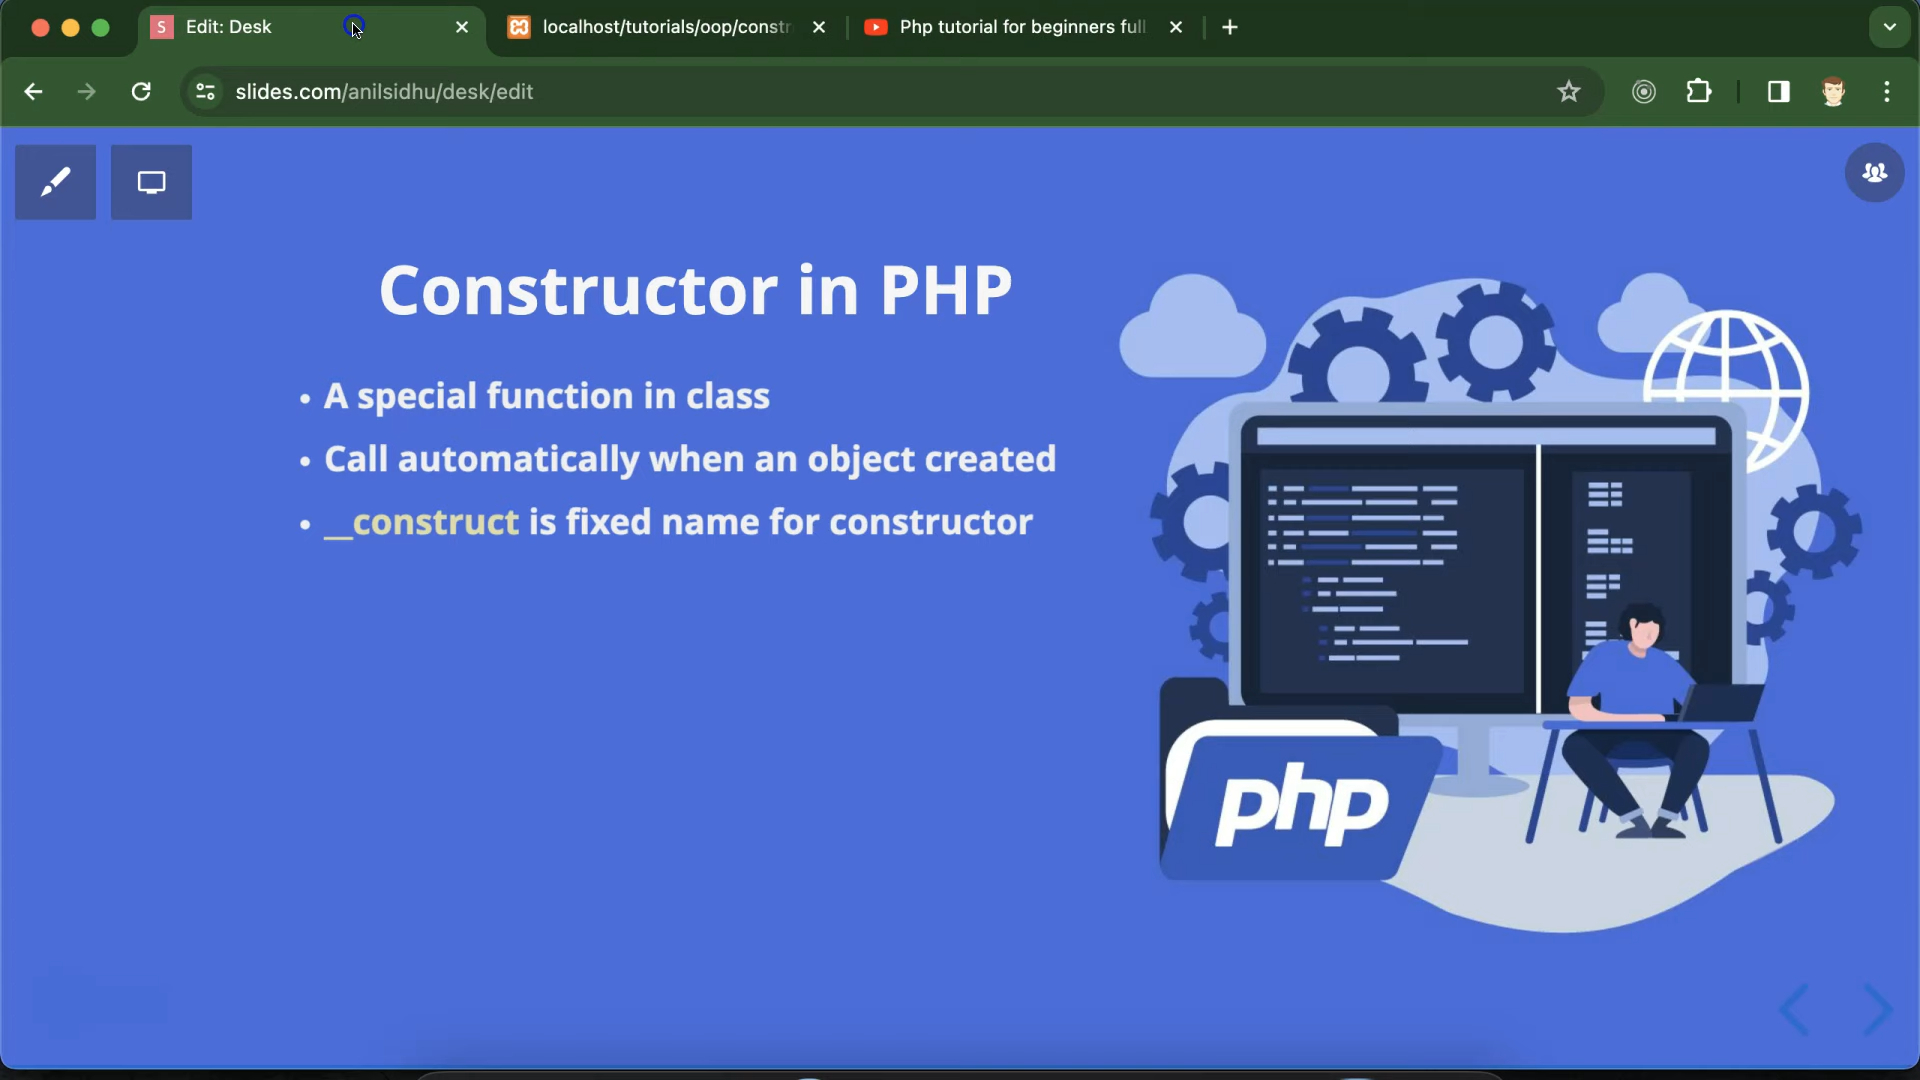 S Edit: Desk
localhost/tutorials/oop/constr
Php tutorial for beginners full
slides.com/anilsidhu/desk/edit
Constructor in PHP
• A special function in class
• Call automatically when an object created
• __construct is fixed name for constructor
php